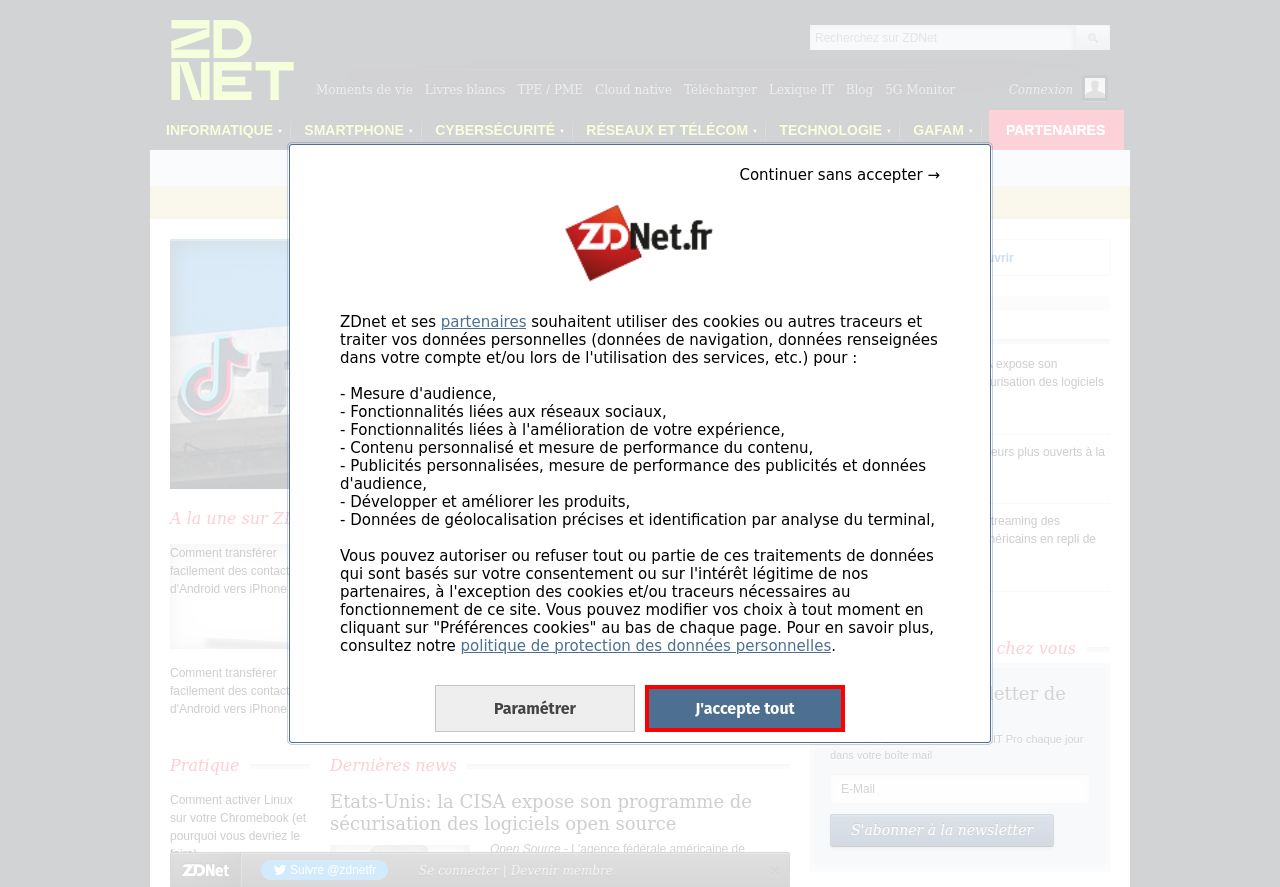 ZD
NET
Recherchez sur ZDNet
Moments de vie Livres blancs TPE / PME Cloud native Télécharger Lexique IT Blog 5G Monitor
Connexion
INFORMATIQUE SMARTPHONE CYBERSÉCURITÉ RÉSEAUX ET TÉLÉCOM TECHNOLOGIE GAFAM PARTENAIRES
Continuer sans accepter →
ZDNet.fr
ZDnet et ses partenaires souhaitent utiliser des cookies ou autres traceurs et
traiter vos données personnelles (données de navigation, données renseignées
dans votre compte et/ou lors de l'utilisation des services, etc.) pour :
- Mesure d'audience,
- Fonctionnalités liées aux réseaux sociaux,
- Fonctionnalités liées à l'amélioration de votre expérience,
- Contenu personnalisé et mesure de performance du contenu,
- Publicités personnalisées, mesure de performance des publicités et données
d'audience,
- Développer et améliorer les produits,
- Données de géolocalisation précises et identification par analyse du terminal,
Vous pouvez autoriser ou refuser tout ou partie de ces traitements de données
qui sont basés sur votre consentement ou sur l'intérêt légitime de nos
partenaires, à l'exception des cookies et/ou traceurs nécessaires au
fonctionnement de ce site. Vous pouvez modifier vos choix à tout moment en
cliquant sur "Préférences cookies" au bas de chaque page. Pour en savoir plus,
consultez notre politique de protection des données personnelles.
Paramétrer
J'accepte tout
A la une sur
Comment transférer
facilement des contact
d'Android vers iPhone
Comment transférer
facilement des contact
d'Android vers iPhone
Pratique
Comment activer Linux
sur votre Chromebook (et
pourquoi vous devriez le
Dernières news
Etats-Unis: la CISA expose son programme de
sécurisation des logiciels open source
Open Source - L'agence fédérale américaine de
expose son
des logiciels
plus ouverts à la
des
en repli de
chez vous
de
IT Pro chaque jour
dans votre boîte mail
E-Mail
S'abonner à la newsletter
ZDNet
Suivre @zdnetfr
Se connecter | Devenir membre